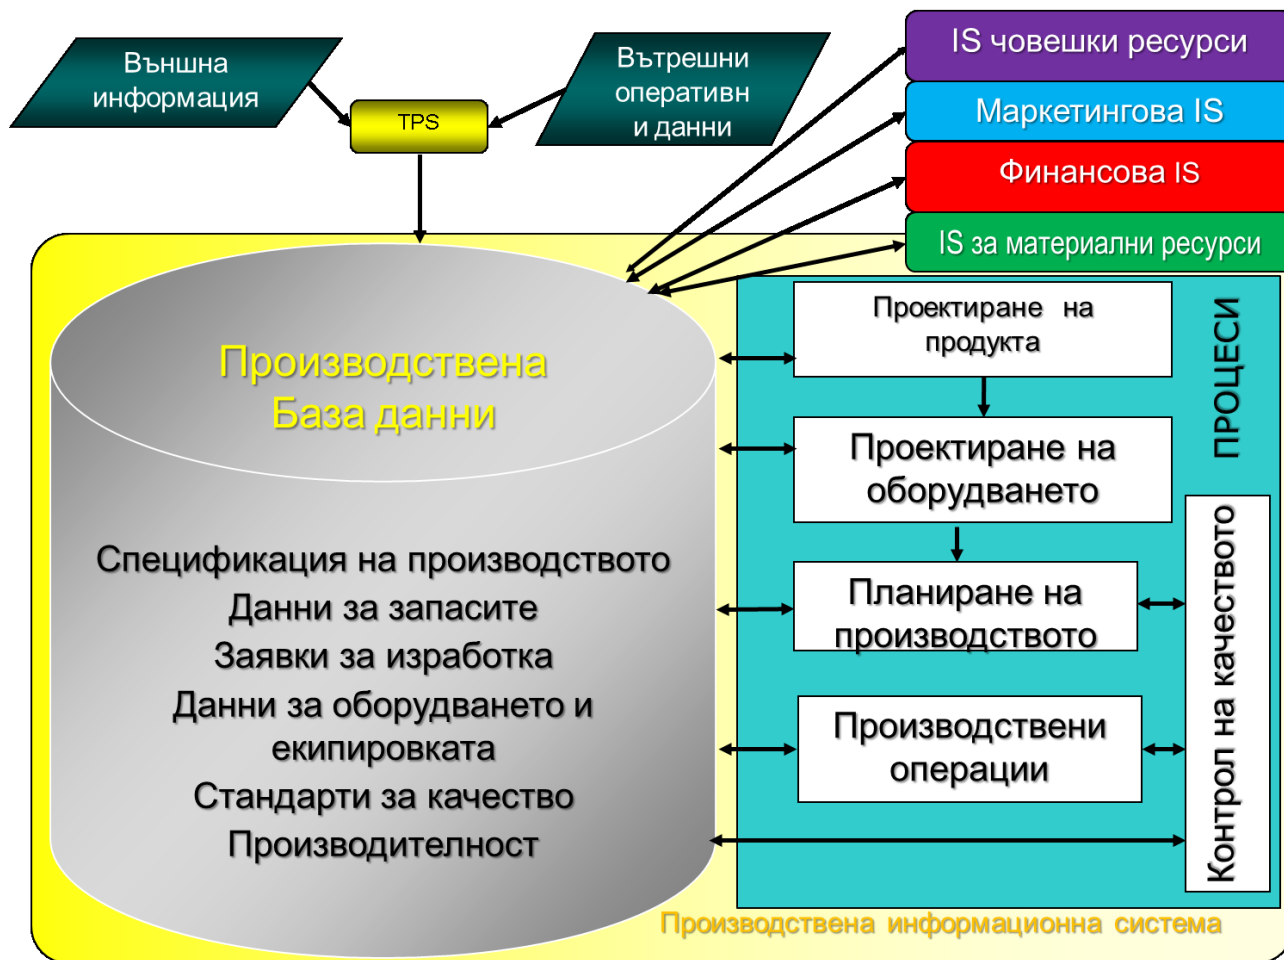 Външна
информация
TPS
Вътрешни
оперативн
и данни
IS човешки ресурси
Маркетингова IS
Финансова IS
IS за материални ресурси
Производствена
База данни
Спецификация на производството
Данни за запасите
Заявки за изработка
Данни за оборудването и
екипировката
Стандарти за качество
Производителност
Проектиране на
продукта
Проектиране на
оборудването
Планиране на
производството
Производствени
операции
ПРОЦЕСИ
Контрол на качеството
Производствена информационна система